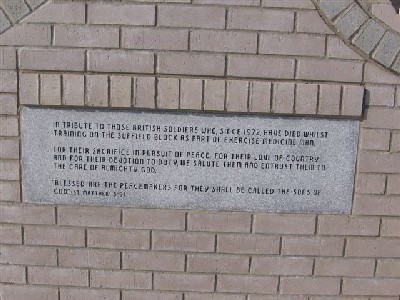 IN TRIBUTE TO THOSE BRITISH SOLDIERS WHO, SINCE 1972, HAVE DIED WHILST
TRAINING ON THE SUFFIELD BLOCK AS PART OF EXERCISE MEDICINE MAN.
FOR THEIR SACRIFICE IN PURSUIT OF PEACE, FOR THEIR LOVE OF COUNTRY
AND FOR THEIR DEVOTION TO DUTY, WE SALUTE THEM AND ENTRUST THEM TO
THE CARE OF ALMIGHTY GOD.
"BLESSED ARE THE PEACEMAKERS FOR THEY SHALL BE CALLED THE SONS OF
GOD" ST. MATTHEW